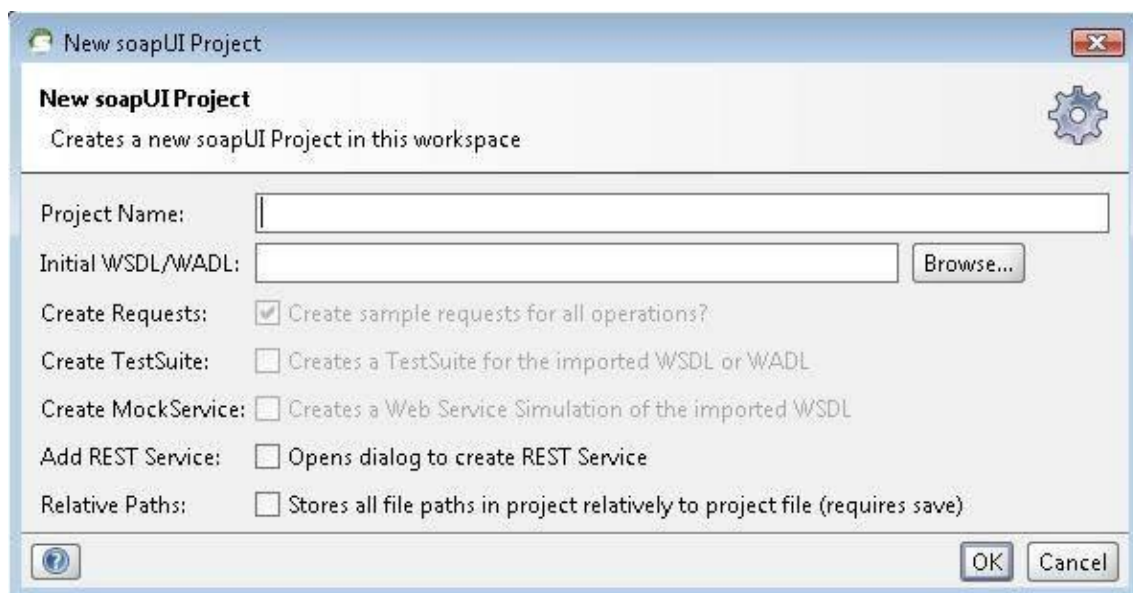 New soapUI Project
New soapUI Project
Creates a new soapUI Project in this workspace
Project Name:
Initial WSDL/WADL: Browse...
Create Requests: Create sample requests for all operations?
Create TestSuite: Creates a TestSuite for the imported WSDL or WADL
Create MockService: Creates a Web Service Simulation of the imported WSDL
Add REST Service: Opens dialog to create REST Service
Relative Paths: Stores all file paths in project relatively to project file (requires save)
? OK Cancel